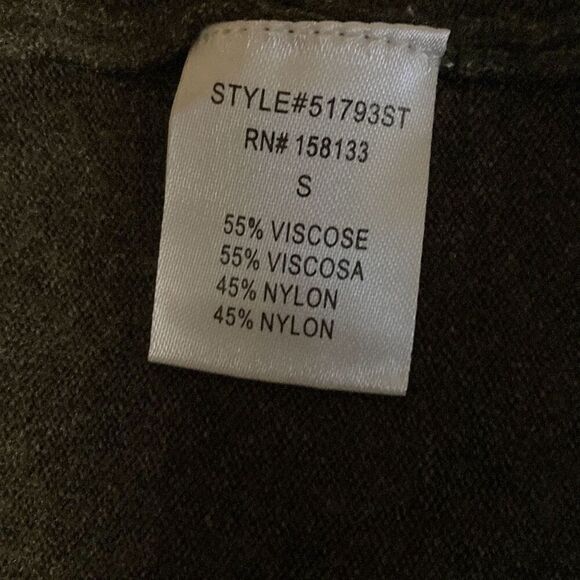 STYLE#51793ST
RN# 158133
S
55% VISCOSE
55% VISCOSA
45% NYLON
45% NYLON